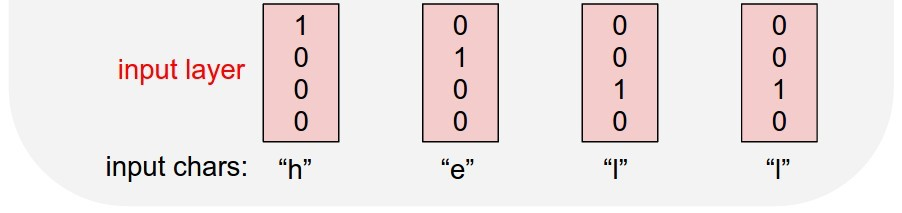 1 0 0 0
0 1 0 0
input layer
0 0 1 1
0 0 0 0
input chars: “h” “e” “l” “l”